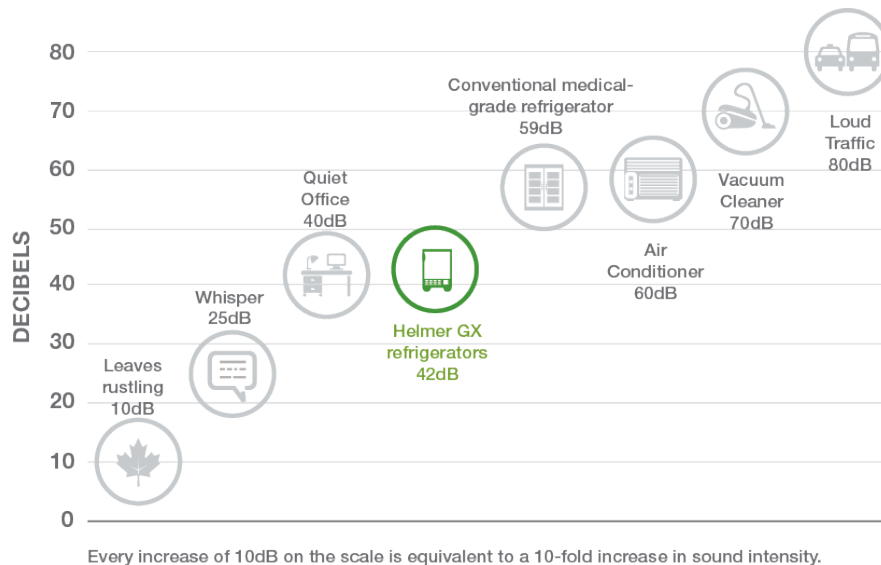 DECIBELS
80
70
60
50
40
30
20
10
0
Leaves
rustling
10dB
Whisper
25dB
Quiet
Office
40dB
Helmer GX
refrigerators
42dB
Conventional medical-
grade refrigerator
59dB
Air
Conditioner
60dB
Vacuum
Cleaner
70dB
Loud
Traffic
80dB
Every increase of 10dB on the scale is equivalent to a 10-fold increase in sound intensity.